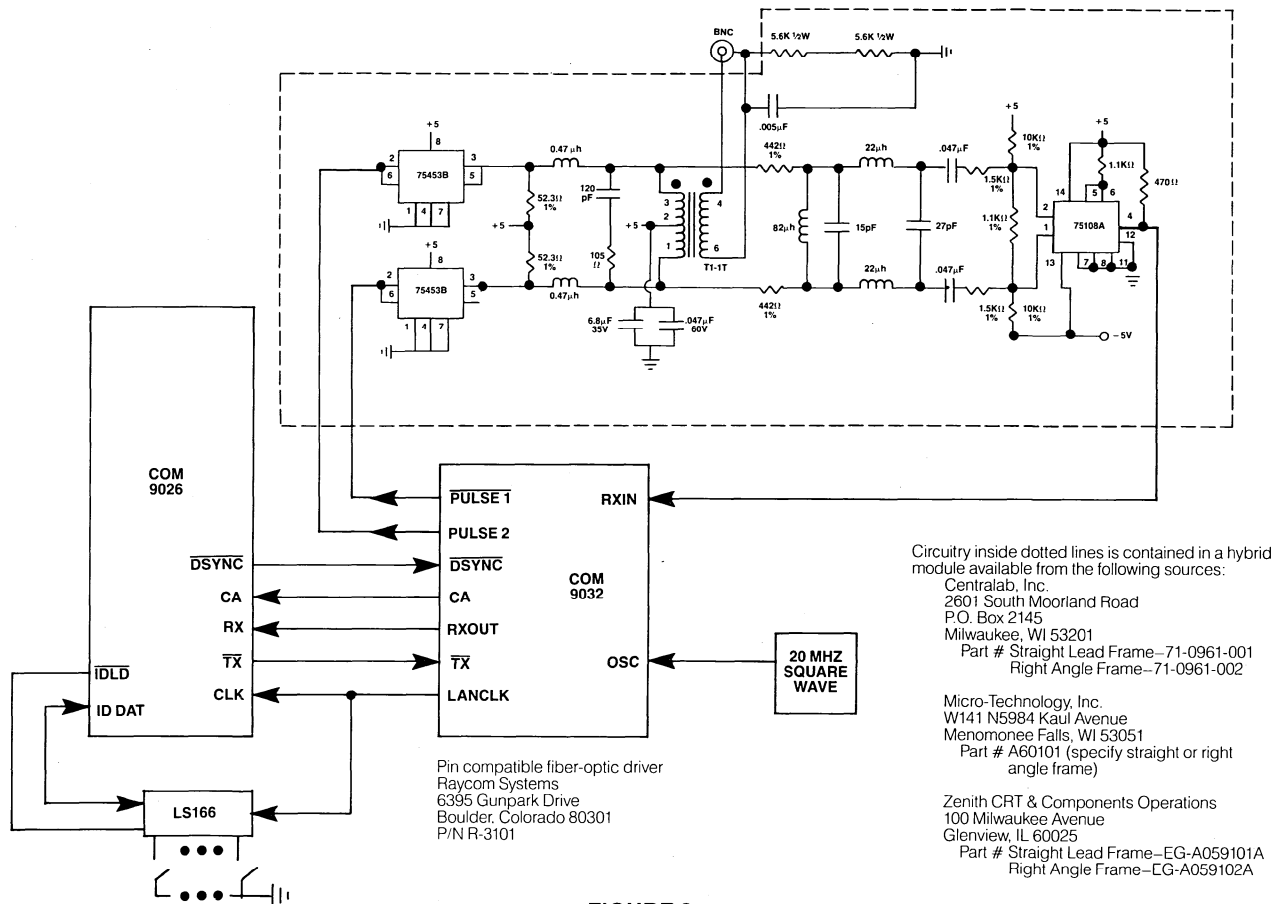 BNC
5.6K ½W
5.6K ½W
.005µF
+5
8
2
6
75453B
3
5
1 4 7
0.47µh
52.3Ω
1%
+5
52.3Ω
1%
120
pF
105
Ω
0.47µh
+5
8
2
6
75453B
3
5
1 4 7
3
2
1
4
6
T1-1T
6.8µF
35V
.047µF
60V
442Ω
1%
442Ω
1%
82µh
22µh
15pF
22µh
27pF
.047µF
.047µF
1.5KΩ
1%
1.5KΩ
1%
+5
10KΩ
1%
1.1KΩ
1%
10KΩ
1%
+5
1.1KΩ
470Ω
14
5 6
2
1
75108A
4
12
13
7 8 11
−5V
COM
9026
DSYNC
CA
RX
TX
CLK
IDLD
ID DAT
LS166
PULSE 1
PULSE 2
DSYNC
CA
RXOUT
TX
LANCLK
COM
9032
RXIN
OSC
20 MHZ
SQUARE
WAVE
Pin compatible fiber-optic driver
Raycom Systems
6395 Gunpark Drive
Boulder, Colorado 80301
P/N R-3101
Circuitry inside dotted lines is contained in a hybrid
module available from the following sources:
Centralab, Inc.
2601 South Moorland Road
P.O. Box 2145
Milwaukee, WI 53201
Part # Straight Lead Frame–71-0961-001
Right Angle Frame--71-0961-002
Micro-Technology, Inc.
W141 N5984 Kaul Avenue
Menomonee Falls, WI 53051
Part # A60101 (specify straight or right
angle frame)
Zenith CRT & Components Operations
100 Milwaukee Avenue
Glenview, IL 60025
Part # Straight Lead Frame–EG-A059101A
Right Angle Frame–EG-A059102A